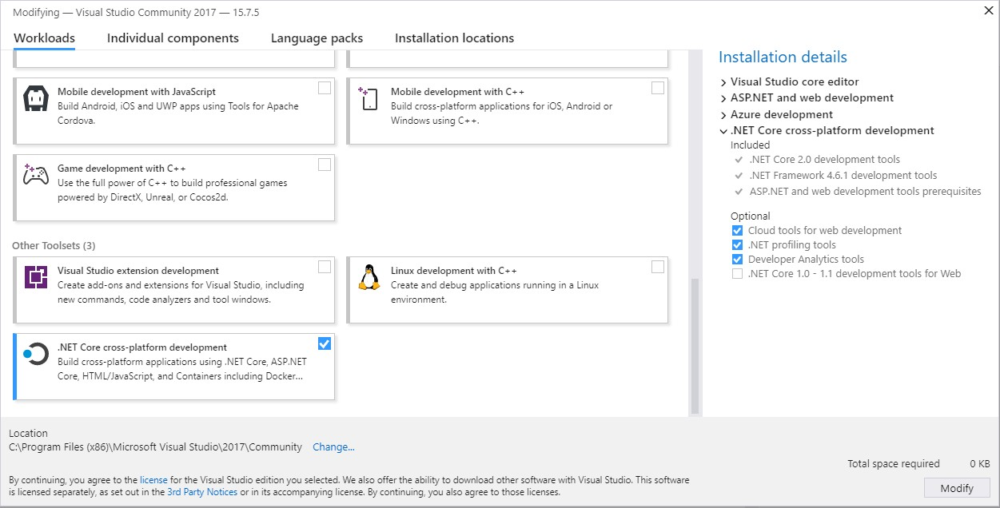 Modifying — Visual Studio Community 2017 — 15.7.5
Workloads
Individual components
Language packs
Installation locations
Mobile development with JavaScript
Build Android, iOS and UWP apps using Tools for Apache
Cordova.
Mobile development with C++
Build cross-platform applications for iOS, Android or
Windows using C++.
Game development with C++
Use the full power of C++ to build professional games
powered by DirectX, Unreal, or Cocos2d.
Other Toolsets (3)
Visual Studio extension development
Create add-ons and extensions for Visual Studio, including
new commands, code analyzers and tool windows.
Linux development with C++
Create and debug applications running in a Linux
environment.
.NET Core cross-platform development
Build cross-platform applications using .NET Core, ASP.NET
Core, HTML/JavaScript, and Containers including Docker...
Installation details
Visual Studio core editor
ASP.NET and web development
Azure development
.NET Core cross-platform development
Included
.NET Core 2.0 development tools
.NET Framework 4.6.1 development tools
ASP.NET and web development tools prerequisites
Optional
Cloud tools for web development
.NET profiling tools
Developer Analytics tools
.NET Core 1.0 - 1.1 development tools for Web
Location
C:\Program Files (x86)\Microsoft Visual Studio\2017\Community Change...
Total space required 0 KB
By continuing, you agree to the license for the Visual Studio edition you selected. We also offer the ability to download other software with Visual Studio. This software
is licensed separately, as set out in the 3rd Party Notices or in its accompanying license. By continuing, you also agree to those licenses.
Modify